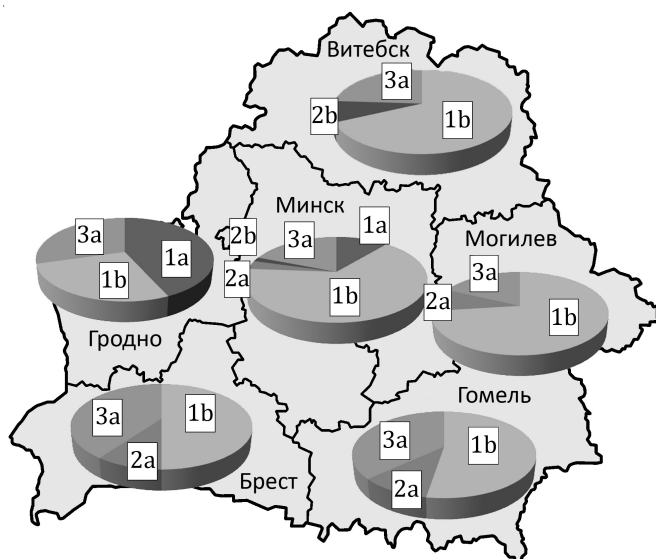 Витебск
3a
2b
1b
Минск
2b
3a
1a
2a
1b
3a
1a
1b
Гродно
Могилев
3a
2a
1b
3a
1b
2a
Брест
Гомель
3a
1b
2a